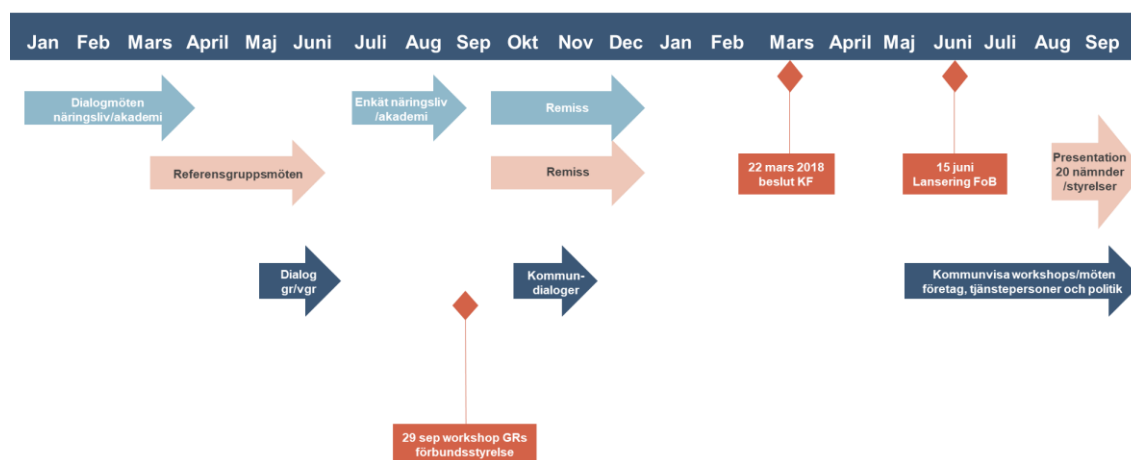 Jan Feb Mars April Maj Juni Juli Aug Sep Okt Nov Dec Jan Feb Mars April Maj Juni Juli Aug Sep
Dialogmöten
näringsliv/akademi
Enkät näringsliv
/akademi
Remiss
Referensgruppsmöten
Remiss
22 mars 2018
beslut KF
15 juni
Lansering FoB
Presentation
20 nämnder
/styrelser
Dialog
gr/vgr
Kommun-
dialoger
Kommunvisa workshops/möten
företag, tjänstepersoner och politik
29 sep workshop GRs
förbundsstyrelse